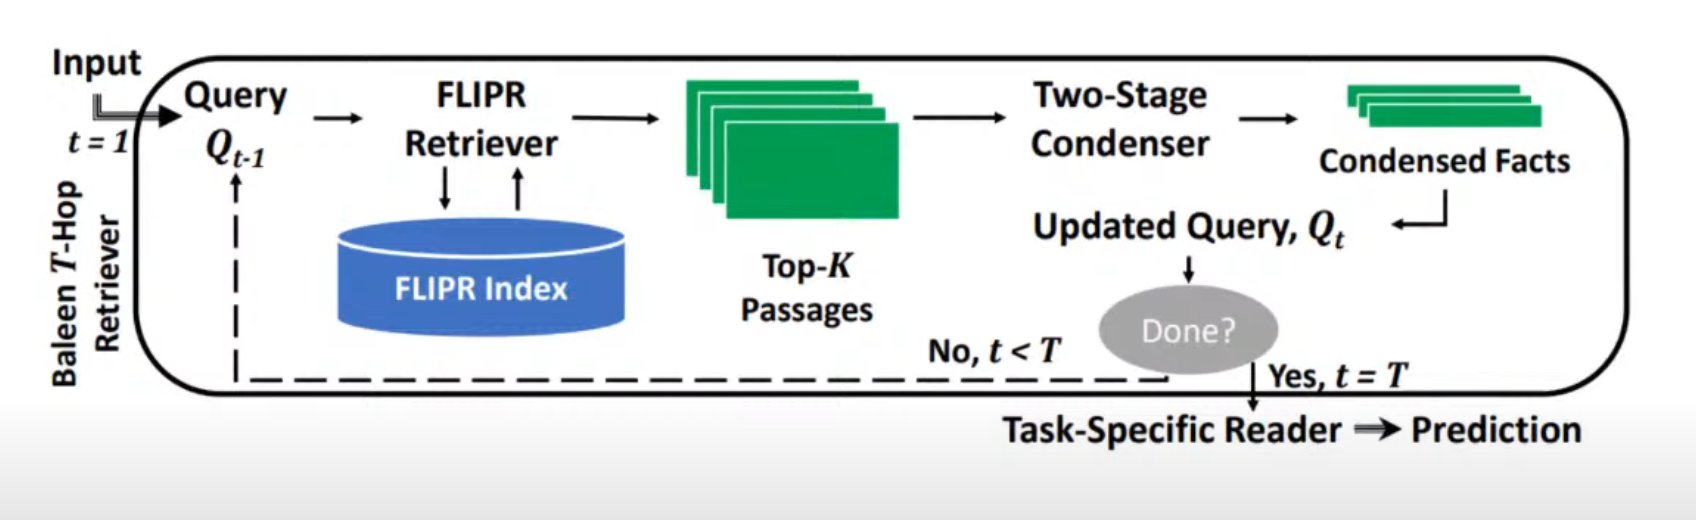 Input
t = 1
Baleen T-Hop
Retriever
Query
Q_{t-1}
FLIPR
Retriever
FLIPR Index
Top-K
Passages
Two-Stage
Condenser
Condensed Facts
Updated Query, Q_t
Done?
No, t < T
Yes, t = T
Task-Specific Reader ⇒ Prediction